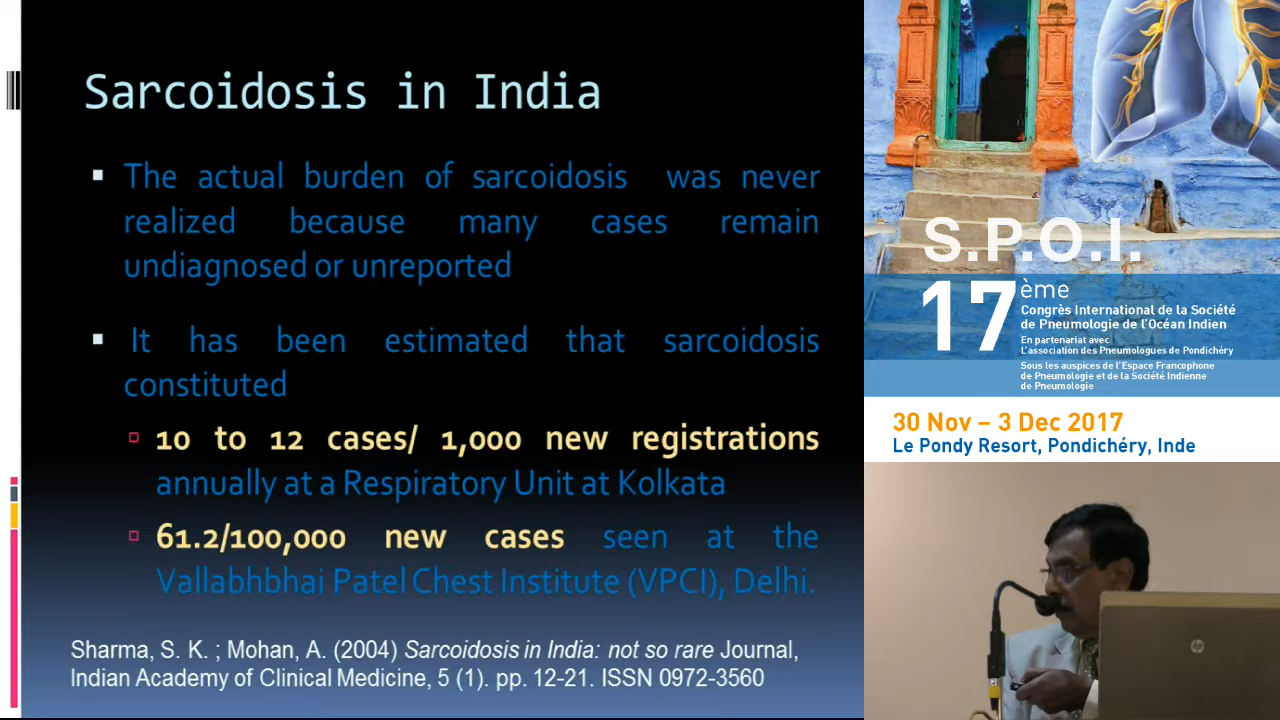 Sarcoidosis in India
The actual burden of sarcoidosis was never
realized because many cases remain
undiagnosed or unreported
It has been estimated that sarcoidosis
constituted
10 to 12 cases/ 1,000 new registrations
annually at a Respiratory Unit at Kolkata
61.2/100,000 new cases seen at the
Vallabhbhai Patel Chest Institute (VPCI), Delhi.
Sharma, S. K. ; Mohan, A. (2004) Sarcoidosis in India: not so rare Journal,
Indian Academy of Clinical Medicine, 5 (1). pp. 12-21. ISSN 0972-3560
S.P.O.I.
17ème
Congrès International de la Société
de Pneumologie de l'Océan Indien
En partenariat avec
L'association des Pneumologues de Pondichéry
Sous les auspices de l'Espace Francophone
de Pneumologie et de la Société Indienne
de Pneumologie
30 Nov – 3 Dec 2017
Le Pondy Resort, Pondichéry, Inde
hp